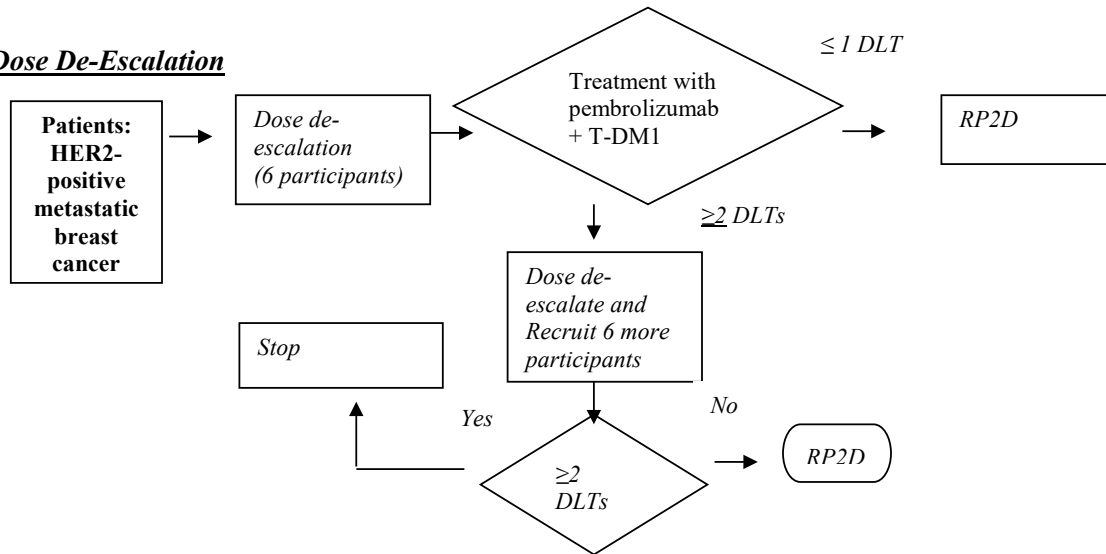 Dose De-Escalation
Patients:
HER2-
positive
metastatic
breast
cancer
Dose de-
escalation
(6 participants)
Treatment with
pembrolizumab
+ T-DM1
≤ 1 DLT
RP2D
≥2 DLTs
Dose de-
escalate and
Recruit 6 more
participants
Stop
Yes
No
≥2
DLTs
RP2D